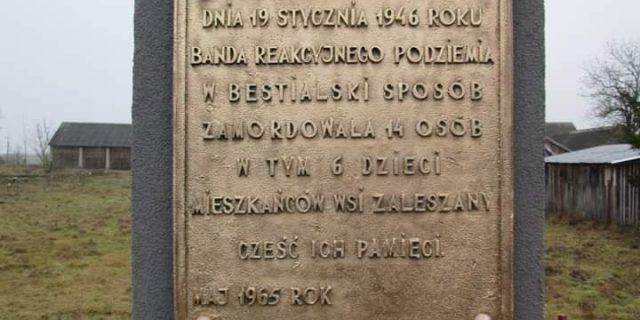 DNIA 19 STYCZNIA 1946 ROKU
BANDA REAKCYJNEGO PODZIEMIA
W BESTIALSKI SPOSÓB
ZAMORDOWAŁA 14 OSÓB
W TYM 6 DZIECI
MIESZKAŃCÓW WSI ZALESZANY
CZEŚĆ ICH PAMIĘCI.
MAJ 1965 ROK